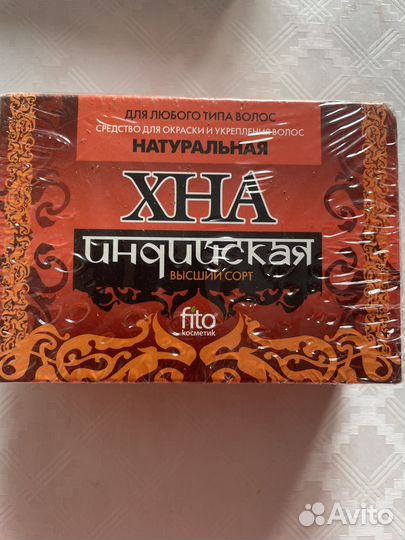 ДЛЯ ЛЮБОГО ТИПА ВОЛОС
СРЕДСТВО ДЛЯ ОКРАСКИ И УКРЕПЛЕНИЯ ВОЛОС
НАТУРАЛЬНАЯ
ХНА
индийская
ВЫСШИЙ СОРТ
fito
косметик
Avito